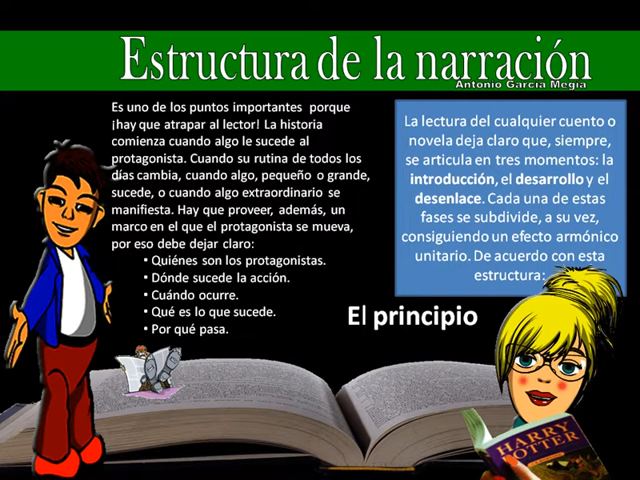 Estructura de la narración
Antonio García Megía
Es uno de los puntos importantes porque
¡hay que atrapar al lector! La historia
comienza cuando algo le sucede al
protagonista. Cuando su rutina de todos los
días cambia, cuando algo, pequeño o grande,
sucede, o cuando algo extraordinario se
manifiesta. Hay que proveer, además, un
marco en el que el protagonista se mueva,
por eso debe dejar claro:
• Quiénes son los protagonistas.
• Dónde sucede la acción.
• Cuándo ocurre.
• Qué es lo que sucede.
• Por qué pasa.
La lectura del cualquier cuento o
novela deja claro que, siempre,
se articula en tres momentos: la
introducción, el desarrollo y el
desenlace. Cada una de estas
fases se subdivide, a su vez,
consiguiendo un efecto armónico
unitario. De acuerdo con esta
estructura:
El principio
HARRY
POTTER